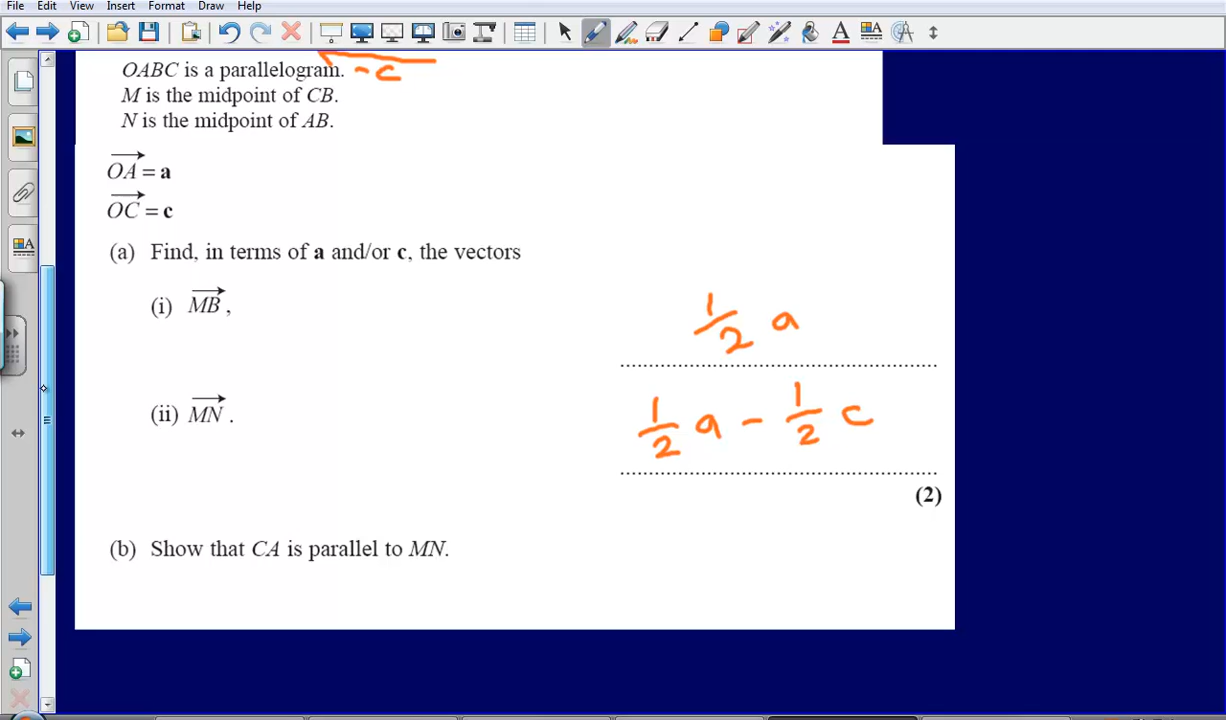 File Edit View Insert Format Draw Help
OABC is a parallelogram. -c
M is the midpoint of CB.
N is the midpoint of AB.
OA = a
OC = c
(a) Find, in terms of a and/or c, the vectors
(i) MB, 1/2 a
(ii) MN. 1/2 a - 1/2 c
(2)
(b) Show that CA is parallel to MN.